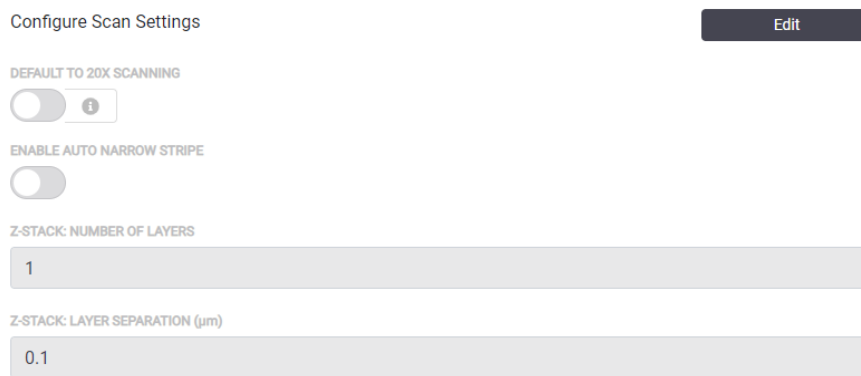 Configure Scan Settings
Edit
DEFAULT TO 20X SCANNING
ENABLE AUTO NARROW STRIPE
Z-STACK: NUMBER OF LAYERS
1
Z-STACK: LAYER SEPARATION (µm)
0.1